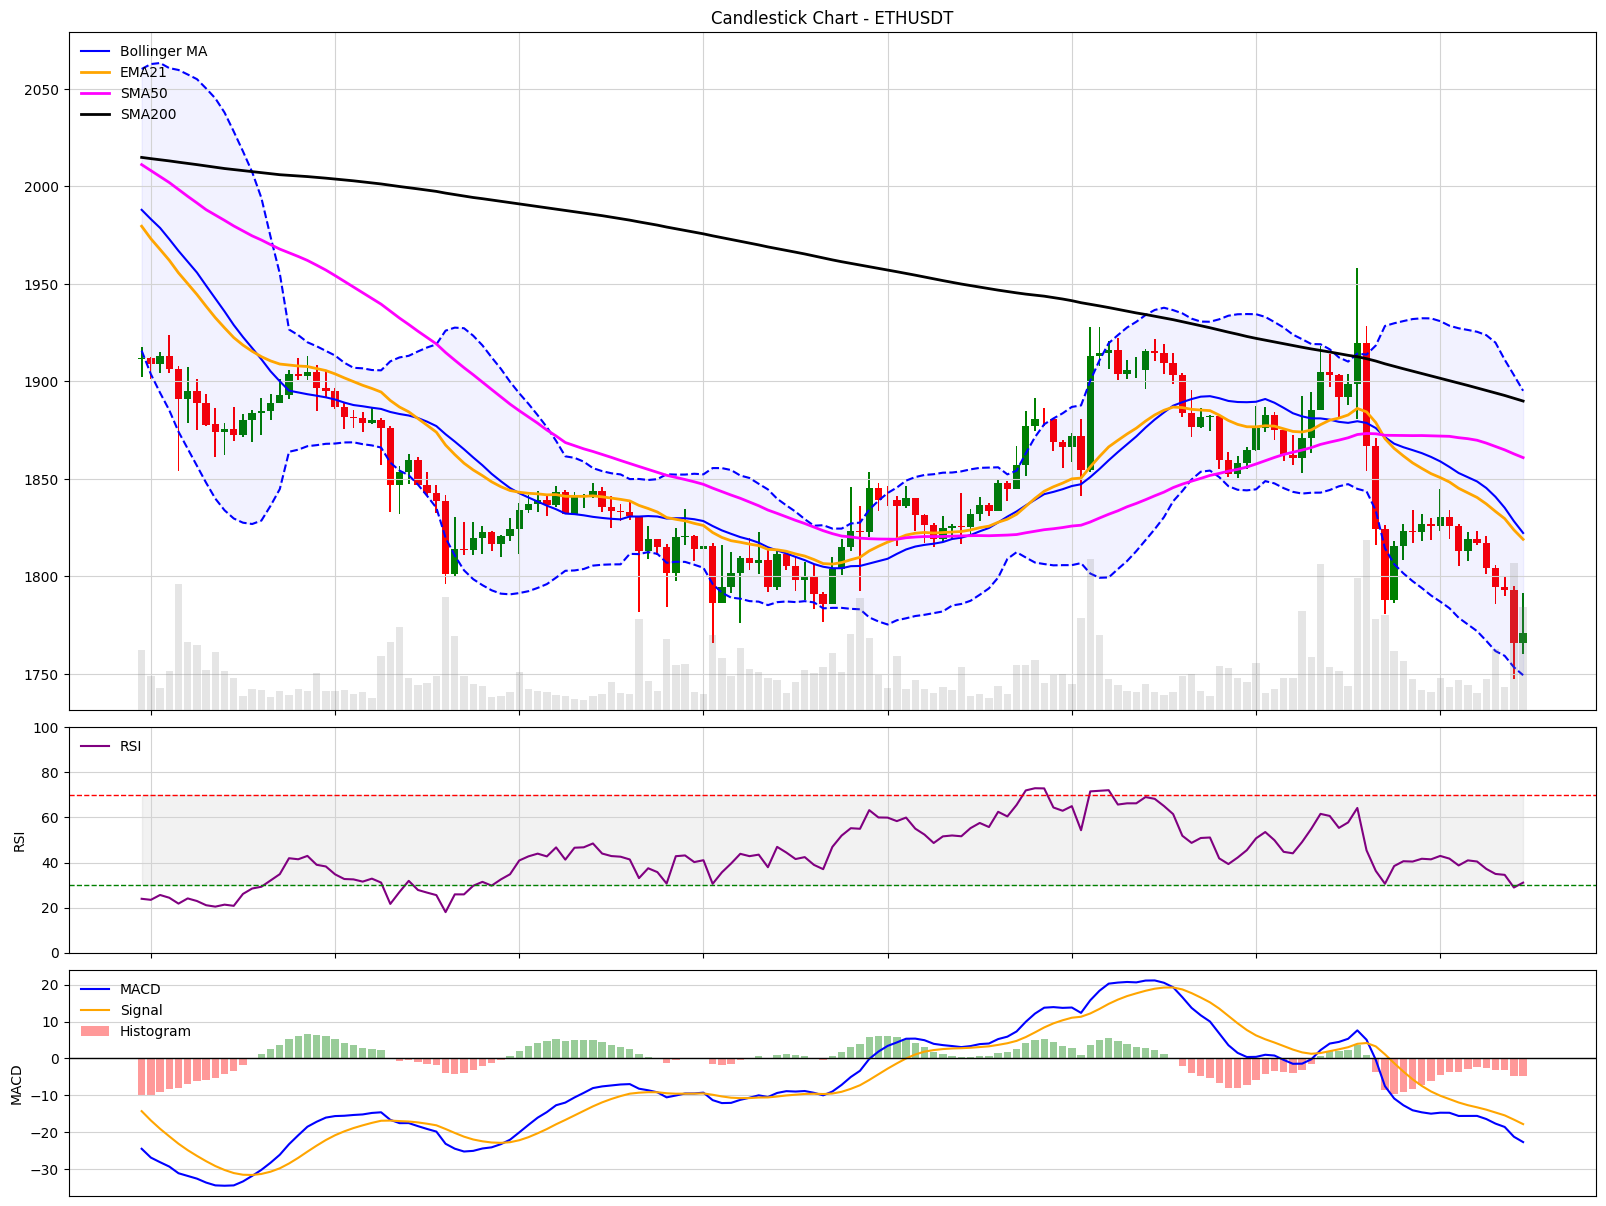 Candlestick Chart - ETHUSDT
Bollinger MA
EMA21
SMA50
SMA200
2050
2000
1950
1900
1850
1800
1750
RSI
RSI
100
80
60
40
20
0
MACD
Signal
Histogram
MACD
20
10
0
−10
−20
−30